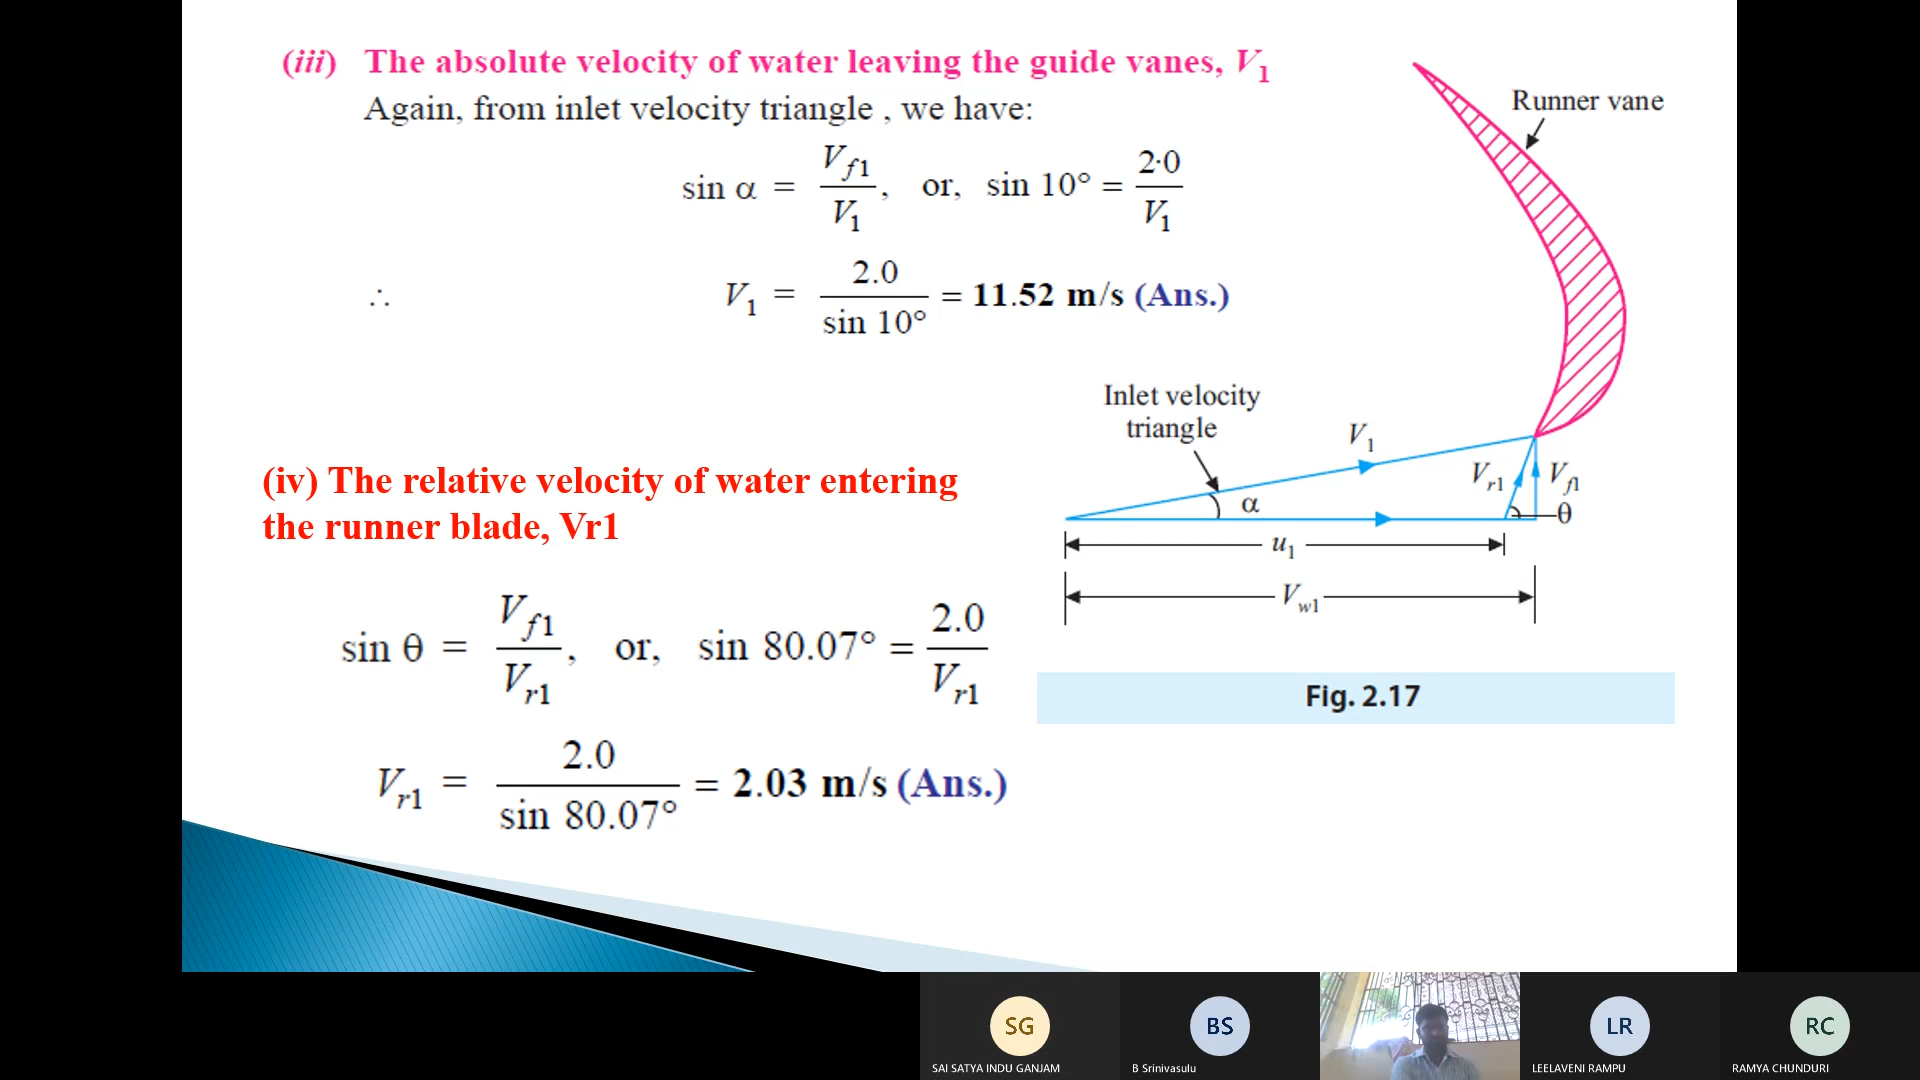 (iii) The absolute velocity of water leaving the guide vanes, V1
Again, from inlet velocity triangle , we have:
sin α = Vf1 / V1, or, sin 10° = 2·0 / V1
∴ V1 = 2.0 / sin 10° = 11.52 m/s (Ans.)
Runner vane
Inlet velocity
triangle
V1
Vr1
Vf1
α
θ
u1
Vw1
Fig. 2.17
(iv) The relative velocity of water entering
the runner blade, Vr1
sin θ = Vf1 / Vr1, or, sin 80.07° = 2.0 / Vr1
Vr1 = 2.0 / sin 80.07° = 2.03 m/s (Ans.)
SG
BS
LR
RC
SAI SATYA INDU GANJAM
B Srinivasulu
LEELAVENI RAMPU
RAMYA CHUNDURI